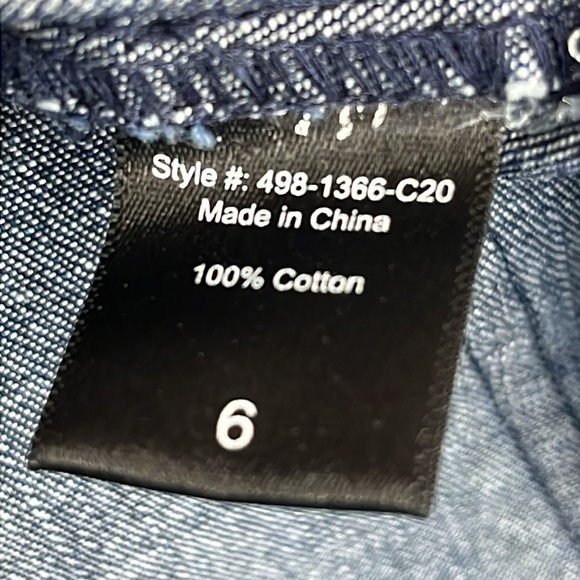 Style #: 498-1366-C20
Made in China
100% Cotton
6